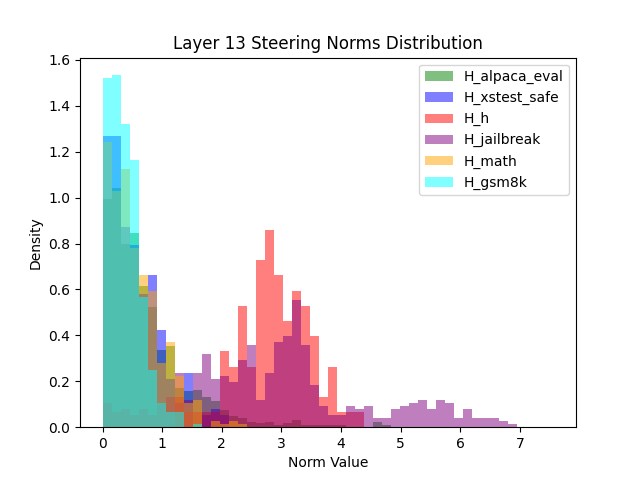 Layer 13 Steering Norms Distribution
1.6
1.4
1.2
1.0
0.8
0.6
0.4
0.2
0.0
Density
H_alpaca_eval
H_xstest_safe
H_h
H_jailbreak
H_math
H_gsm8k
0 1 2 3 4 5 6 7
Norm Value